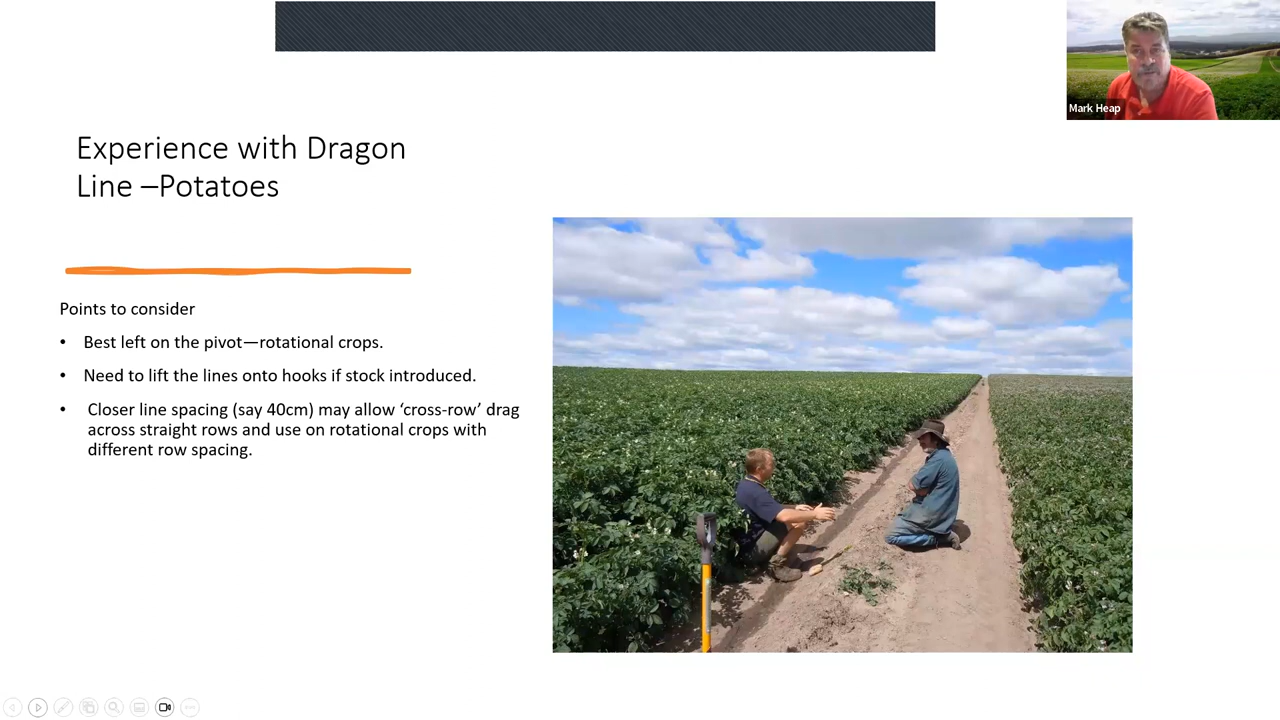 Mark Heap
Experience with Dragon
Line –Potatoes
Points to consider
• Best left on the pivot—rotational crops.
• Need to lift the lines onto hooks if stock introduced.
• Closer line spacing (say 40cm) may allow ‘cross-row’ drag
across straight rows and use on rotational crops with
different row spacing.